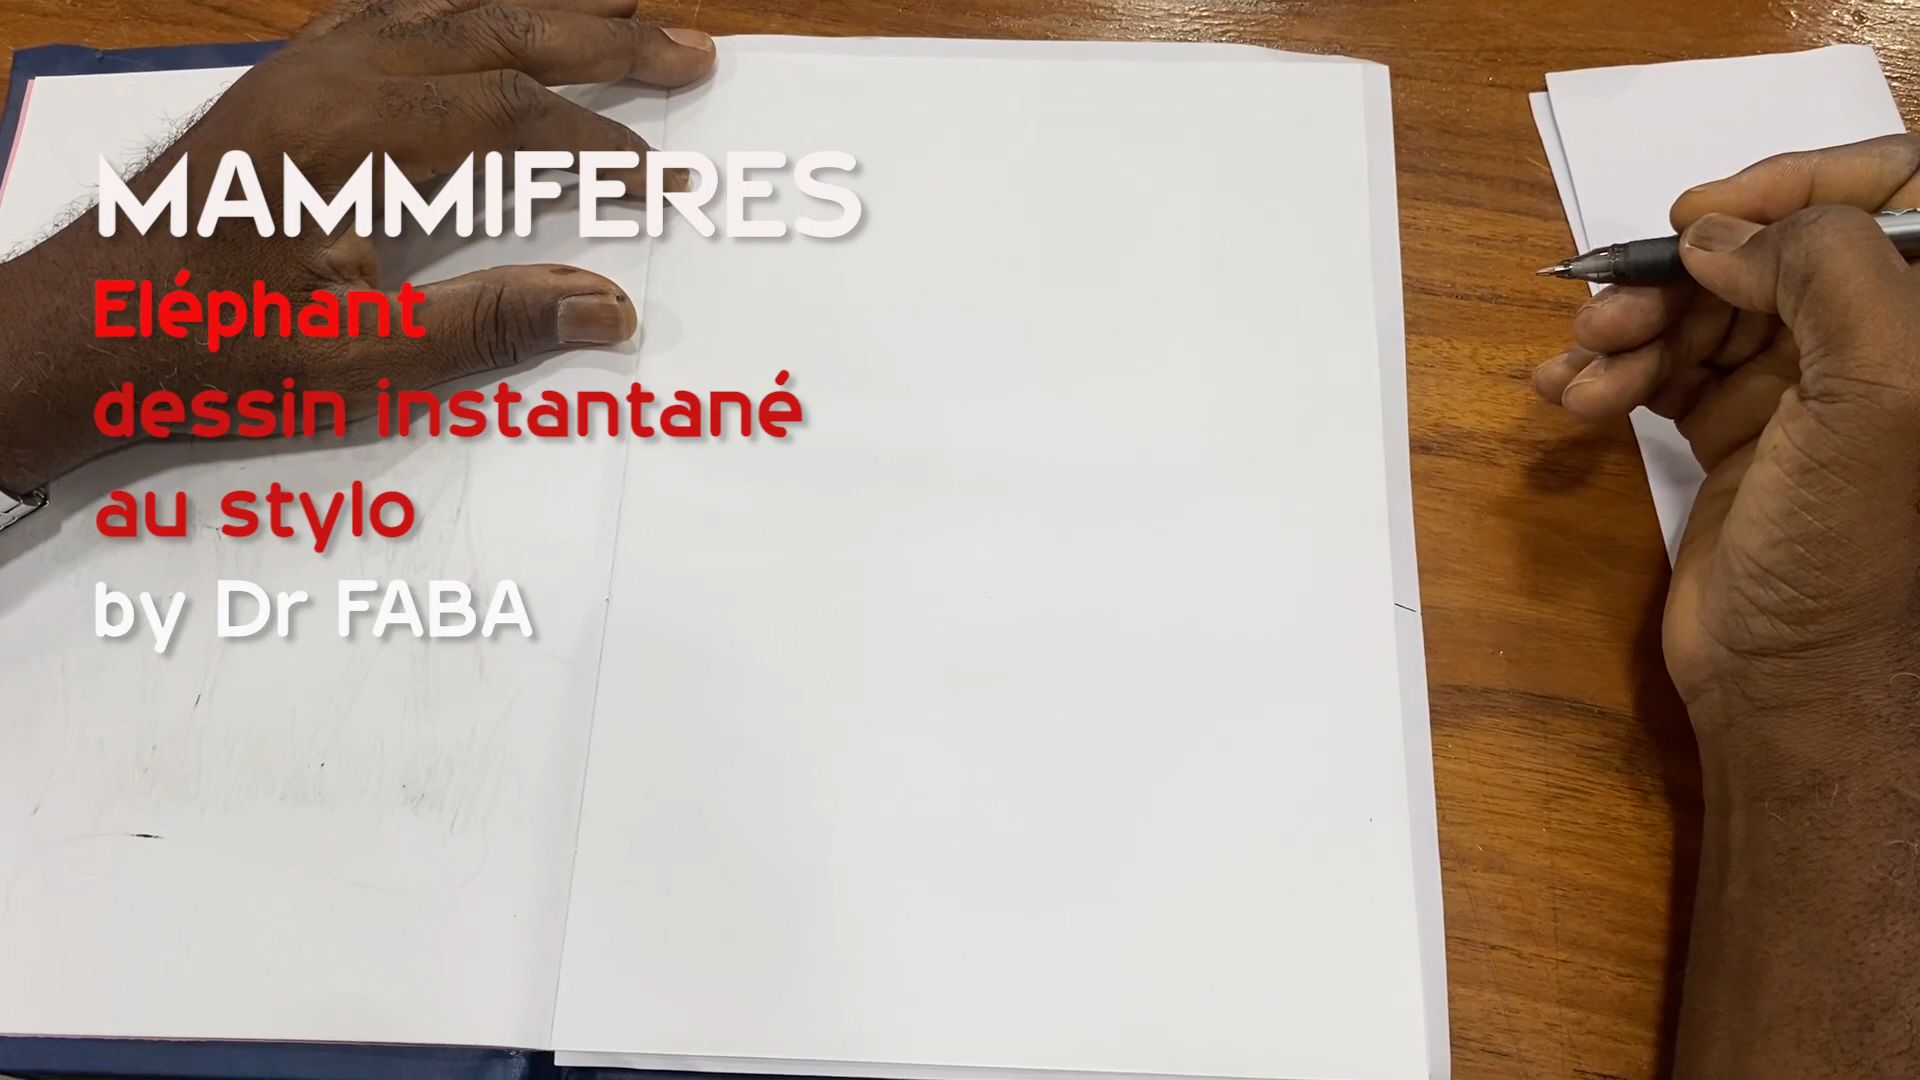 MAMMIFERES
Eléphant
dessin instantané
au stylo
by Dr FABA